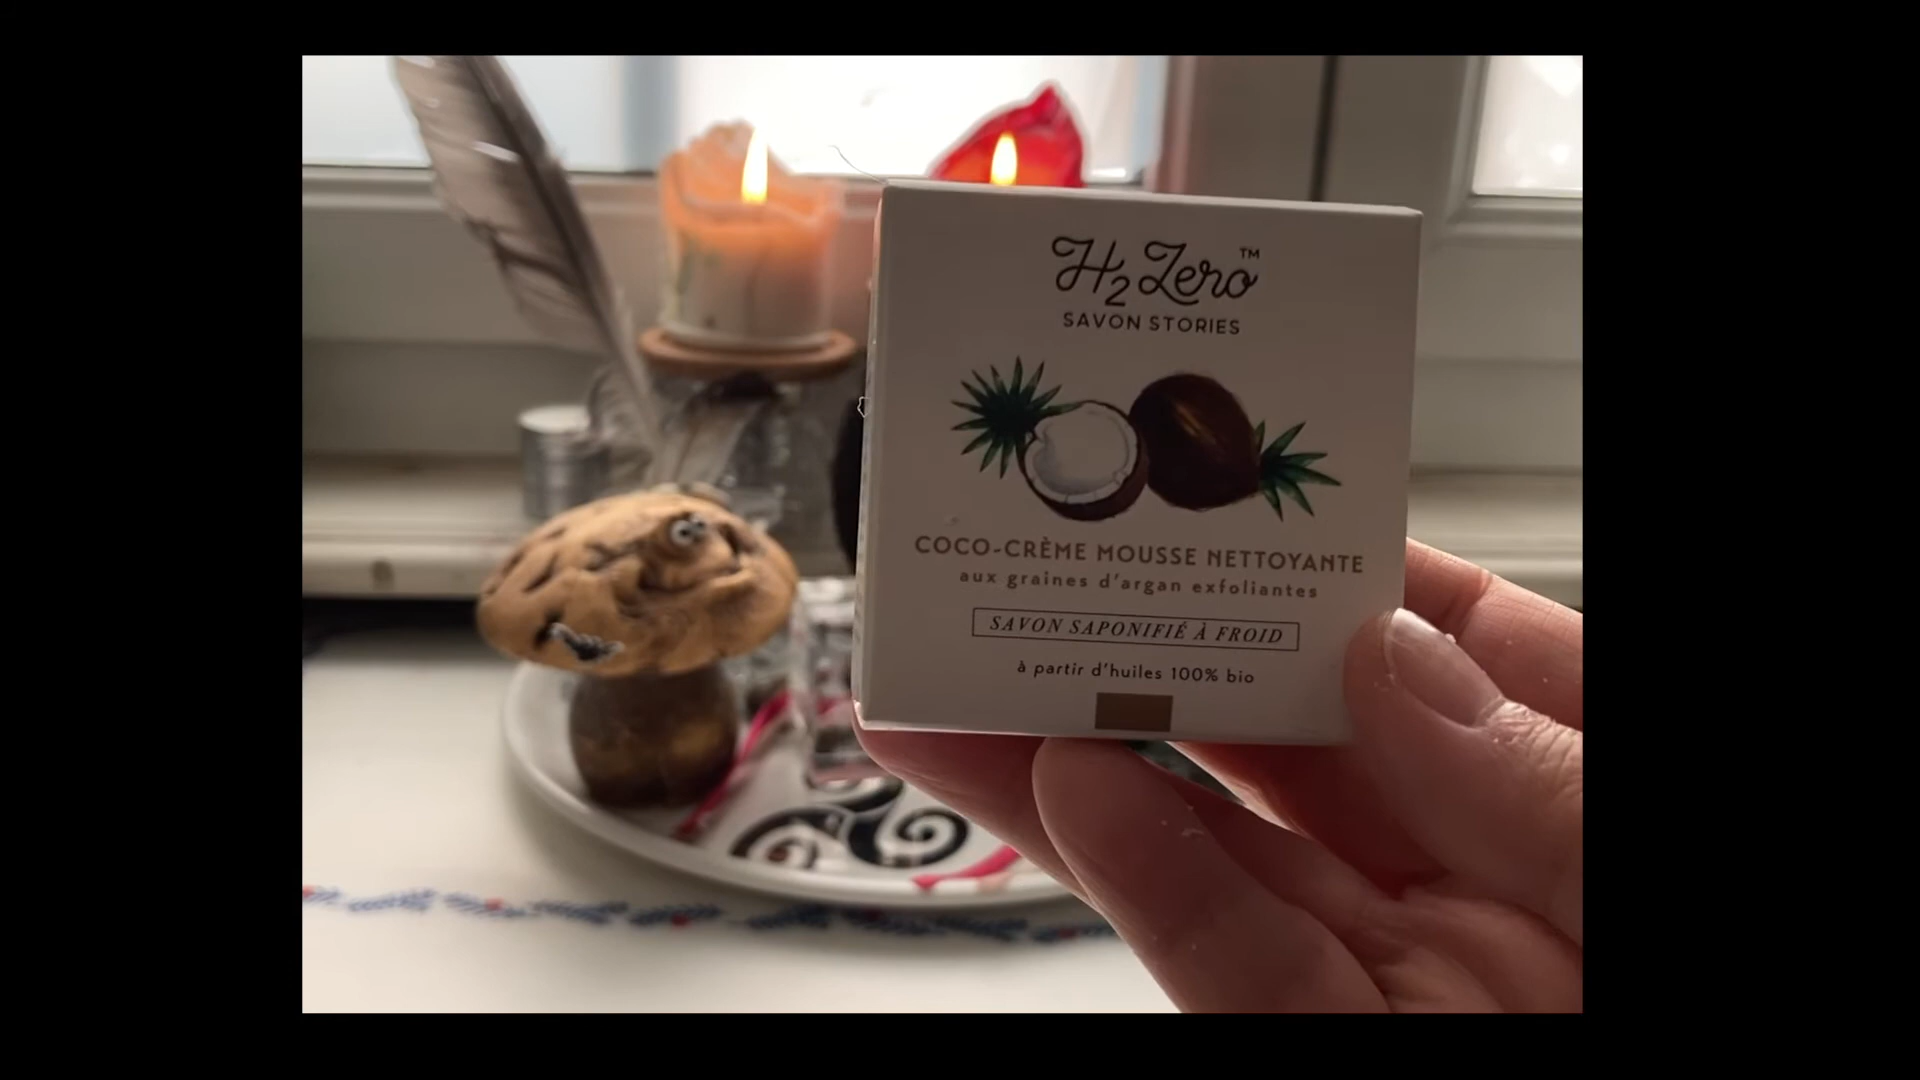 H2Zero™
SAVON STORIES
COCO-CRÈME MOUSSE NETTOYANTE
aux graines d'argan exfoliantes
SAVON SAPONIFIÉ À FROID
à partir d'huiles 100% bio